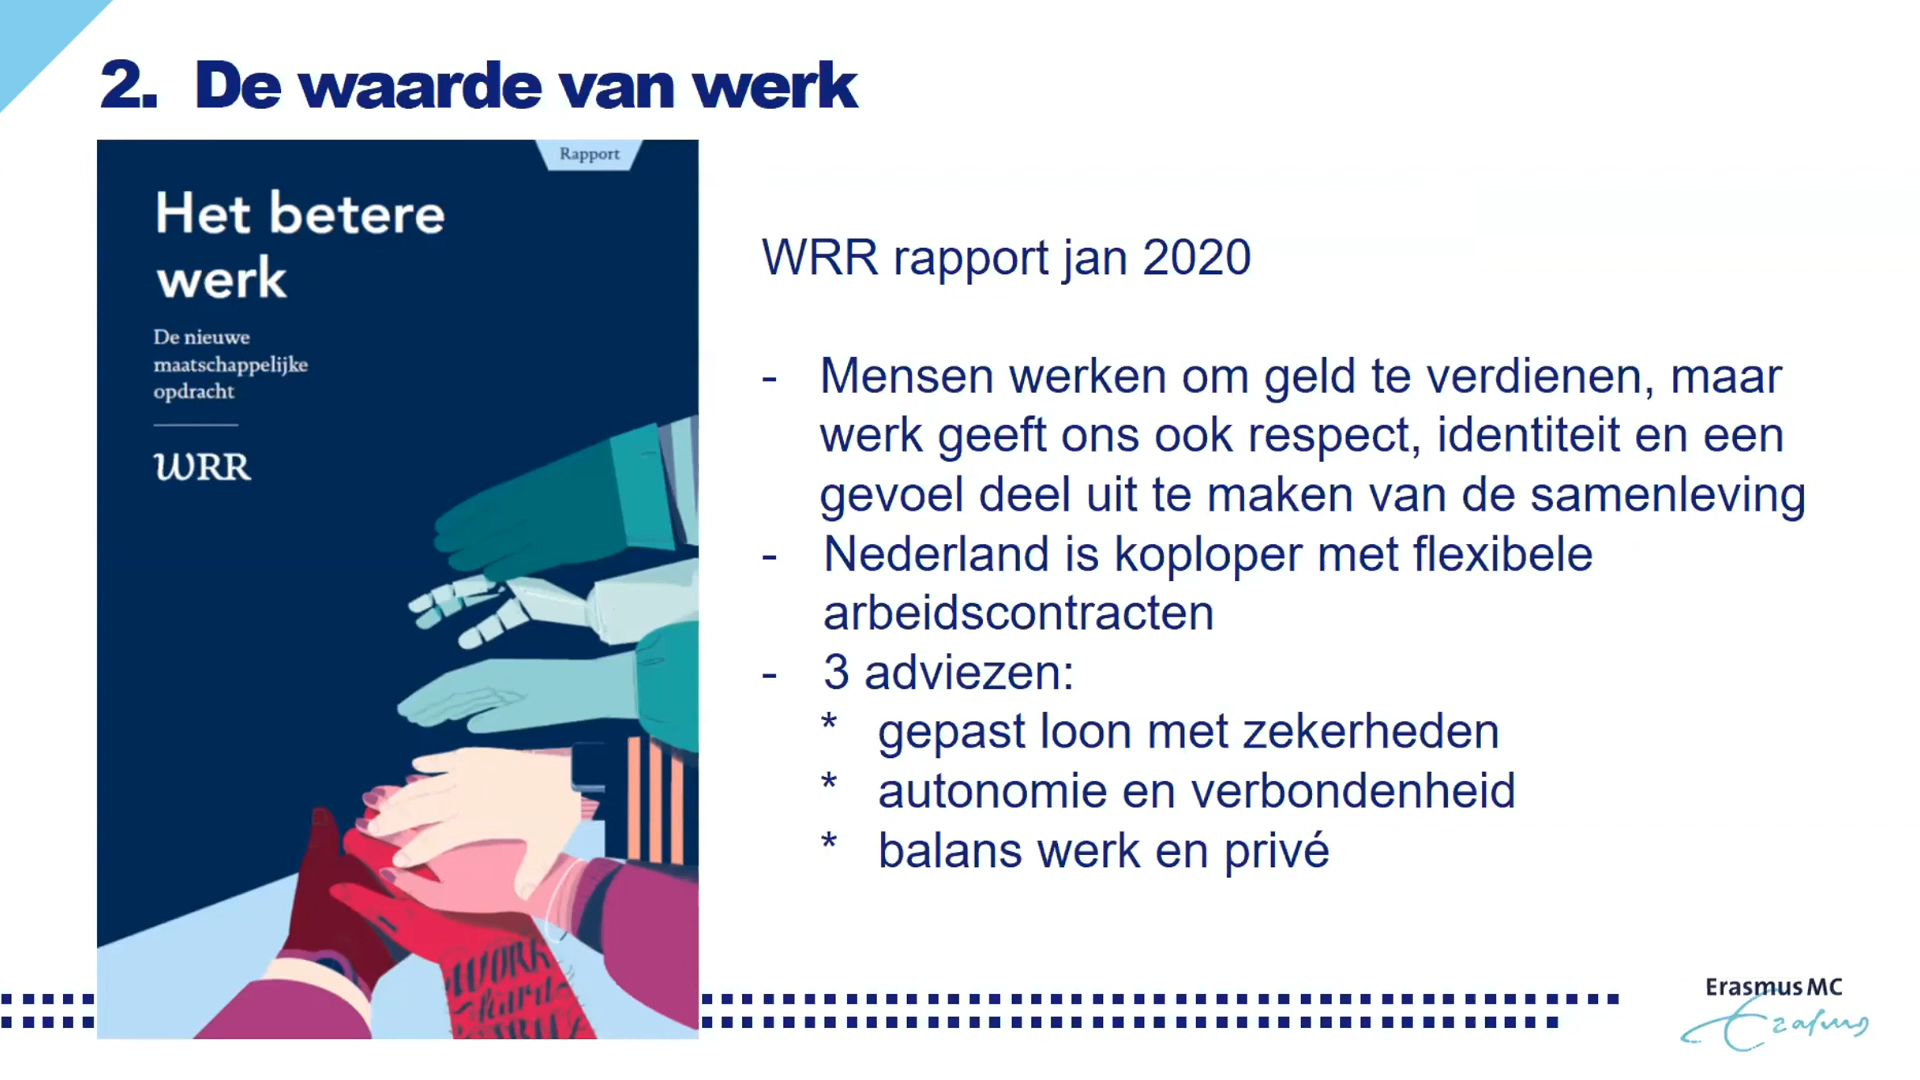 2. De waarde van werk
Rapport
Het betere
werk
De nieuwe
maatschappelijke
opdracht
WRR
WORK
hard
WRR rapport jan 2020
- Mensen werken om geld te verdienen, maar
werk geeft ons ook respect, identiteit en een
gevoel deel uit te maken van de samenleving
- Nederland is koploper met flexibele
arbeidscontracten
- 3 adviezen:
* gepast loon met zekerheden
* autonomie en verbondenheid
* balans werk en privé
Erasmus MC
Erasmus